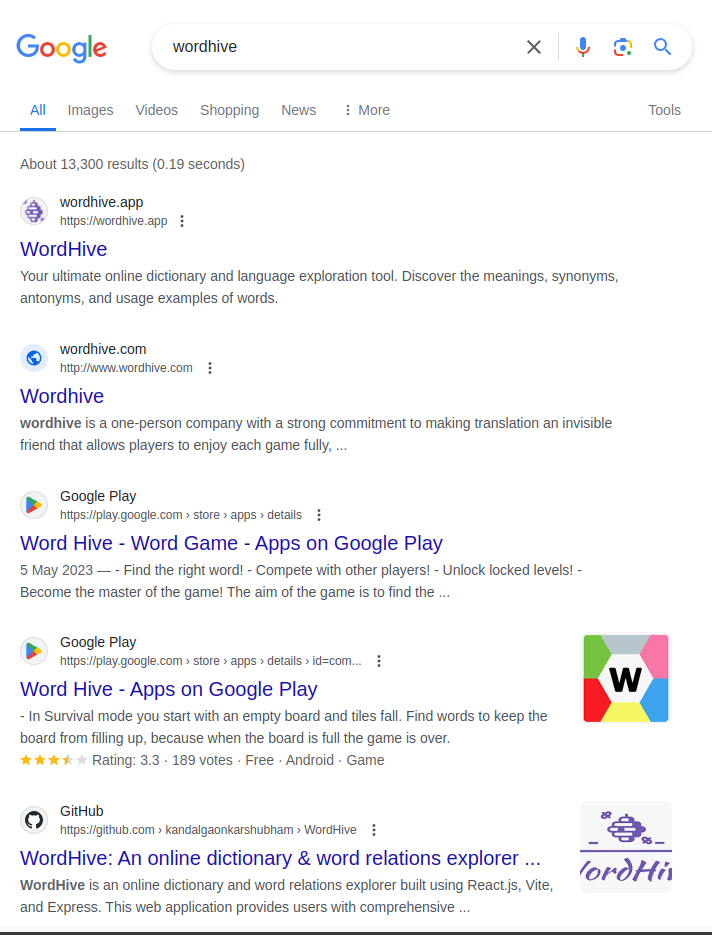 Google
wordhive
All Images Videos Shopping News More Tools
About 13,300 results (0.19 seconds)
wordhive.app
https://wordhive.app
WordHive
Your ultimate online dictionary and language exploration tool. Discover the meanings, synonyms,
antonyms, and usage examples of words.
wordhive.com
http://www.wordhive.com
Wordhive
wordhive is a one-person company with a strong commitment to making translation an invisible
friend that allows players to enjoy each game fully, ...
Google Play
https://play.google.com › store › apps › details
Word Hive - Word Game - Apps on Google Play
5 May 2023 — - Find the right word! - Compete with other players! - Unlock locked levels! -
Become the master of the game! The aim of the game is to find the ...
Google Play
https://play.google.com › store › apps › details › id=com...
Word Hive - Apps on Google Play
- In Survival mode you start with an empty board and tiles fall. Find words to keep the
board from filling up, because when the board is full the game is over.
Rating: 3.3 · 189 votes · Free · Android · Game
W
GitHub
https://github.com › kandalgaonkarshubham › WordHive
WordHive: An online dictionary & word relations explorer ...
WordHive is an online dictionary and word relations explorer built using React.js, Vite,
and Express. This web application provides users with comprehensive ...
WordHiv